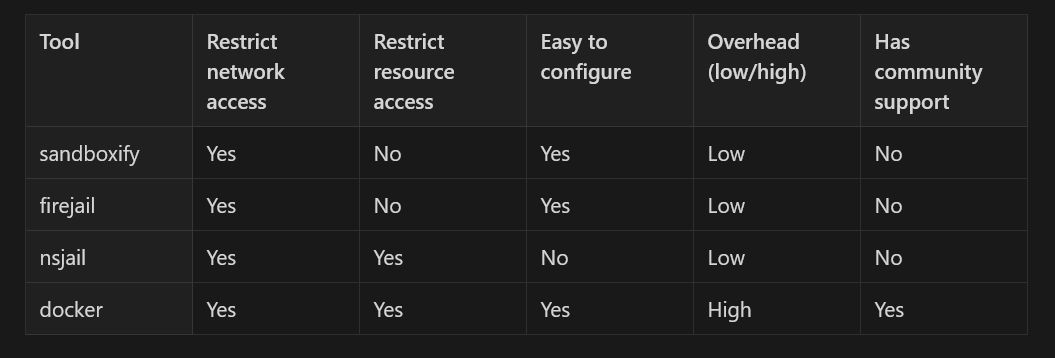 Tool
Restrict
network
access
Restrict
resource
access
Easy to
configure
Overhead
(low/high)
Has
community
support
sandboxify Yes No Yes Low No
firejail Yes No Yes Low No
nsjail Yes Yes No Low No
docker Yes Yes Yes High Yes